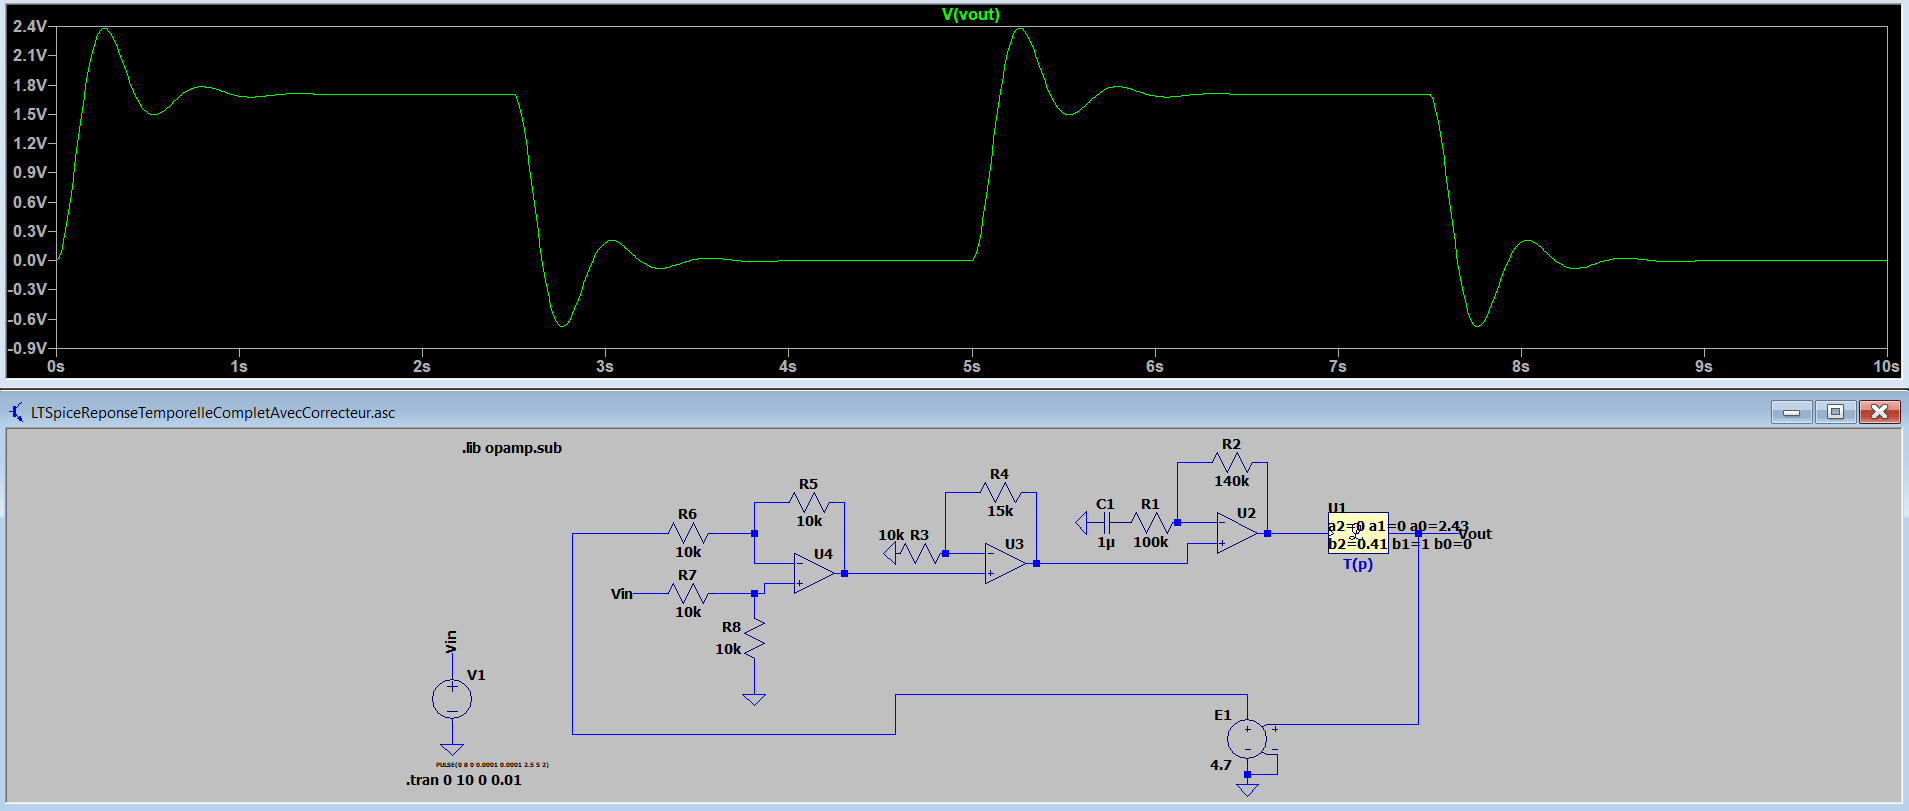 V(vout)
2.4V
2.1V
1.8V
1.5V
1.2V
0.9V
0.6V
0.3V
0.0V
-0.3V
-0.6V
-0.9V
0s 1s 2s 3s 4s 5s 6s 7s 8s 9s 10s
LTSpiceReponseTemporelleCompletAvecCorrecteur.asc
.lib opamp.sub
R2
140k
R4
15k
R5
10k
C1
1µ
R1
100k
U2
U1
a2=0 a1=0 a0=2.43
b2=0.41 b1=1 b0=0
T(p)
Vout
R6
10k
10k R3
U3
U4
R7
10k
Vin
R8
10k
Vin
V1
PULSE(0 8 0 0.0001 0.0001 2.5 5 2)
.tran 0 10 0 0.01
E1
4.7